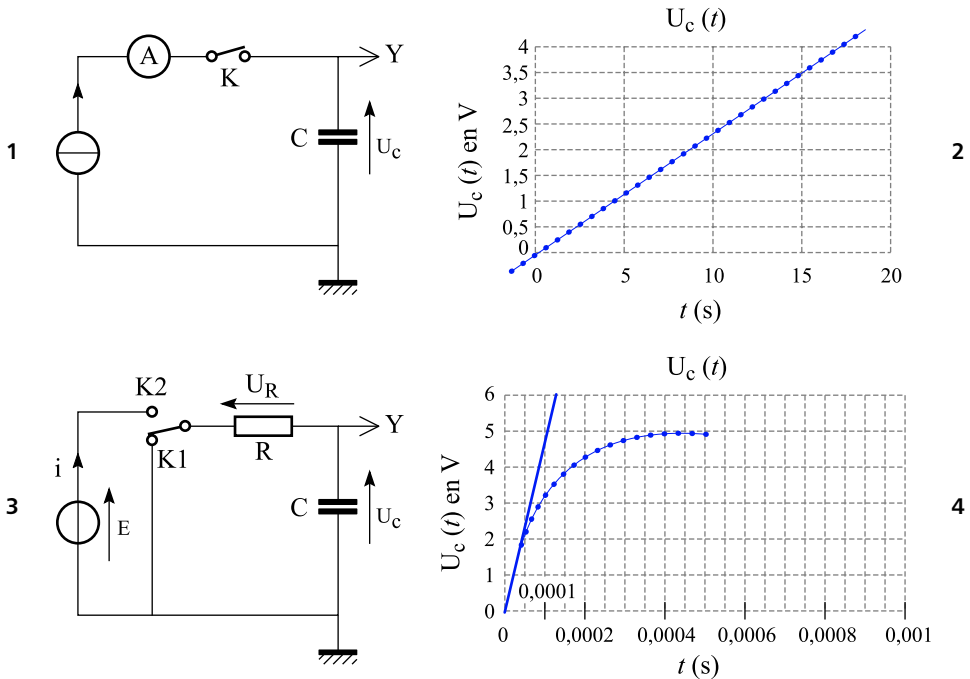 1
A
K
Y
C
Uc
Uc (t)
Uc (t) en V
4
3,5
3
2,5
2
1,5
1
0,5
0
0 5 10 15 20
t (s)
2
3
K2
K1
i
E
UR
R
Y
C
Uc
Uc (t)
Uc (t) en V
6
5
4
3
2
1
0
0,0001
0 0,0002 0,0004 0,0006 0,0008 0,001
t (s)
4